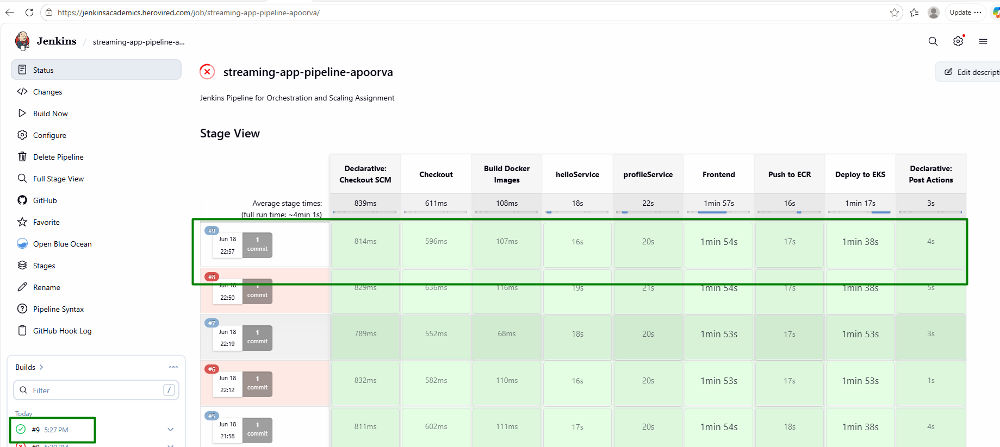 https://jenkinsacademics.herovired.com/job/streaming-app-pipeline-apoorva/
Update
Jenkins / streaming-app-pipeline-a...
Status
Changes
Build Now
Configure
Delete Pipeline
Full Stage View
GitHub
Favorite
Open Blue Ocean
Stages
Rename
Pipeline Syntax
GitHub Hook Log
Builds
Filter /
Today
#9 5:27 PM
#8 5:20 PM
streaming-app-pipeline-apoorva
Edit descripti
Jenkins Pipeline for Orchestration and Scaling Assignment
Stage View
Declarative: Checkout SCM
Checkout
Build Docker Images
helloService
profileService
Frontend
Push to ECR
Deploy to EKS
Declarative: Post Actions
Average stage times:
(full run time: ~4min 1s)
839ms 611ms 108ms 18s 22s 1min 57s 16s 1min 17s 3s
#9
Jun 18 22:57 1 commit
814ms 596ms 107ms 16s 20s 1min 54s 17s 1min 38s 4s
#8
Jun 18 22:50 1 commit
829ms 636ms 116ms 19s 21s 1min 54s 17s 1min 38s 5s
#7
Jun 18 22:19 1 commit
789ms 552ms 68ms 18s 20s 1min 53s 17s 1min 53s 3s
#6
Jun 18 22:12 1 commit
832ms 582ms 110ms 16s 20s 1min 53s 17s 1min 53s 1s
#5
Jun 18 21:58 1 commit
811ms 602ms 111ms 17s 20s 1min 54s 18s 1min 38s 4s